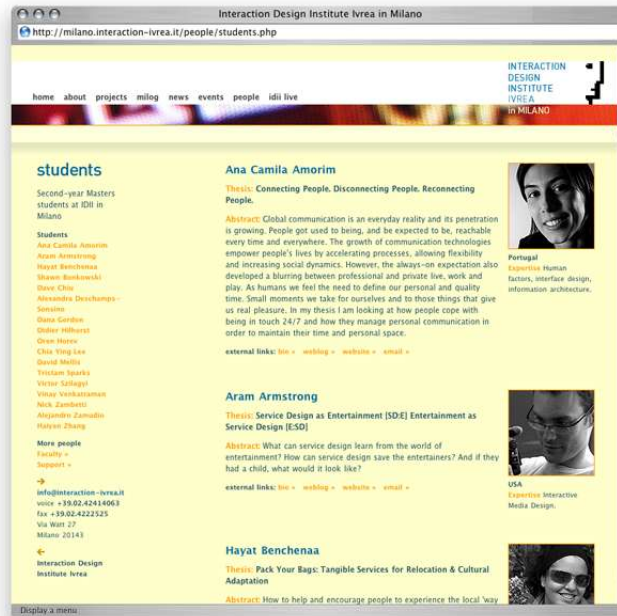 Interaction Design Institute Ivrea in Milano
http://milano.interaction-ivrea.it/people/students.php
INTERACTION
DESIGN
INSTITUTE
IVREA
in MILANO
home about projects milog news events people idii live
students
Second-year Masters
students at IDII in
Milano
Students
Ana Camila Amorim
Aram Armstrong
Hayat Benchenaa
Shawn Bonkowski
Dave Chiu
Alexandra Deschamps-
Sonsino
Dana Gordon
Didier Hilhorst
Oren Horev
Chia Ying Lee
David Mellis
Tristam Sparks
Victor Szilagyi
Vinay Venkatraman
Nick Zambetti
Alejandro Zamudio
Haiyan Zhang
More people
Faculty »
Support »
info@interaction-ivrea.it
voice +39.02.42414063
fax +39.02.4222525
Via Watt 27
Milano 20143
Interaction Design
Institute Ivrea
Ana Camila Amorim
Thesis: Connecting People. Disconnecting People. Reconnecting
People.
Abstract: Global communication is an everyday reality and its penetration
is growing. People got used to being, and be expected to be, reachable
every time and everywhere. The growth of communication technologies
empower people's lives by accelerating processes, allowing flexibility
and increasing social dynamics. However, the always-on expectation also
developed a blurring between professional and private live, work and
play. As humans we feel the need to define our personal and quality
time. Small moments we take for ourselves and to those things that give
us real pleasure. In my thesis I am looking at how people cope with
being in touch 24/7 and how they manage personal communication in
order to maintain their time and personal space.
external links: bio » weblog » website » email »
Portugal
Expertise Human
factors, interface design,
information architecture.
Aram Armstrong
Thesis: Service Design as Entertainment [SD:E] Entertainment as
Service Design [E:SD]
Abstract: What can service design learn from the world of
entertainment? How can service design save the entertainers? And if they
had a child, what would it look like?
external links: bio » weblog » website » email »
USA
Expertise Interactive
Media Design.
Hayat Benchenaa
Thesis: Pack Your Bags: Tangible Services for Relocation & Cultural
Adaptation
Abstract: How to help and encourage people to experience the local 'way
Display a menu